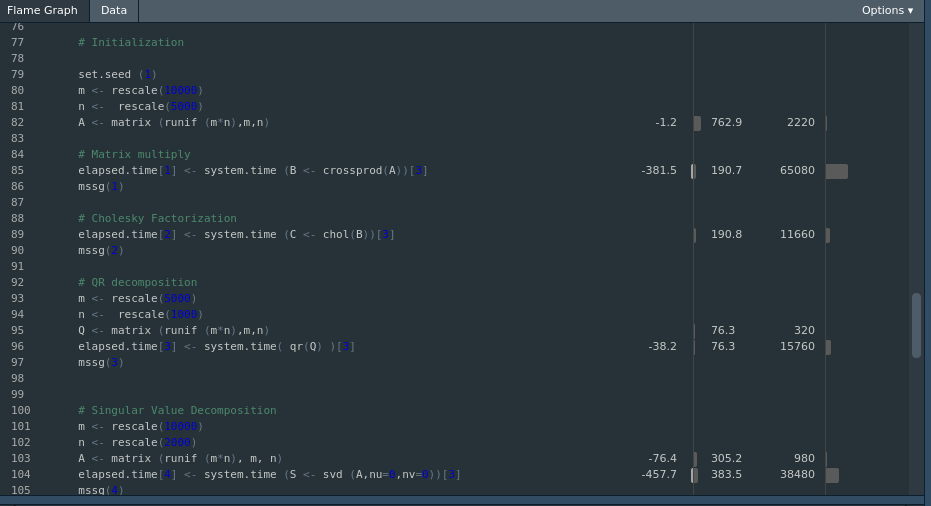 Flame Graph Data Options ▾
76
77 # Initialization
78
79 set.seed (1)
80 m <- rescale(10000)
81 n <-  rescale(5000)
82 A <- matrix (runif (m*n),m,n) -1.2 762.9 2220
83
84 # Matrix multiply
85 elapsed.time[1] <- system.time (B <- crossprod(A))[3] -381.5 190.7 65080
86 mssg(1)
87
88 # Cholesky Factorization
89 elapsed.time[2] <- system.time (C <- chol(B))[3] 190.8 11660
90 mssg(2)
91
92 # QR decomposition
93 m <- rescale(5000)
94 n <-  rescale(1000)
95 Q <- matrix (runif (m*n),m,n) 76.3 320
96 elapsed.time[3] <- system.time( qr(Q) )[3] -38.2 76.3 15760
97 mssg(3)
98
99
100 # Singular Value Decomposition
101 m <- rescale(10000)
102 n <- rescale(2000)
103 A <- matrix (runif (m*n), m, n) -76.4 305.2 980
104 elapsed.time[4] <- system.time (S <- svd (A,nu=0,nv=0))[3] -457.7 383.5 38480
105 mssg(4)